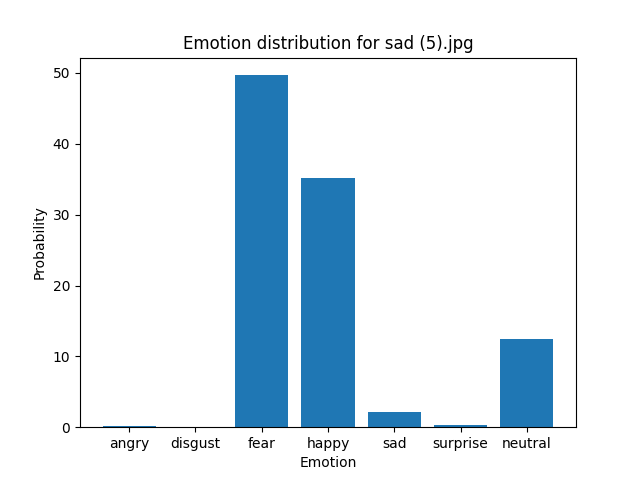 Emotion distribution for sad (5).jpg
50
40
30
20
10
0
Probability
angry disgust fear happy sad surprise neutral
Emotion